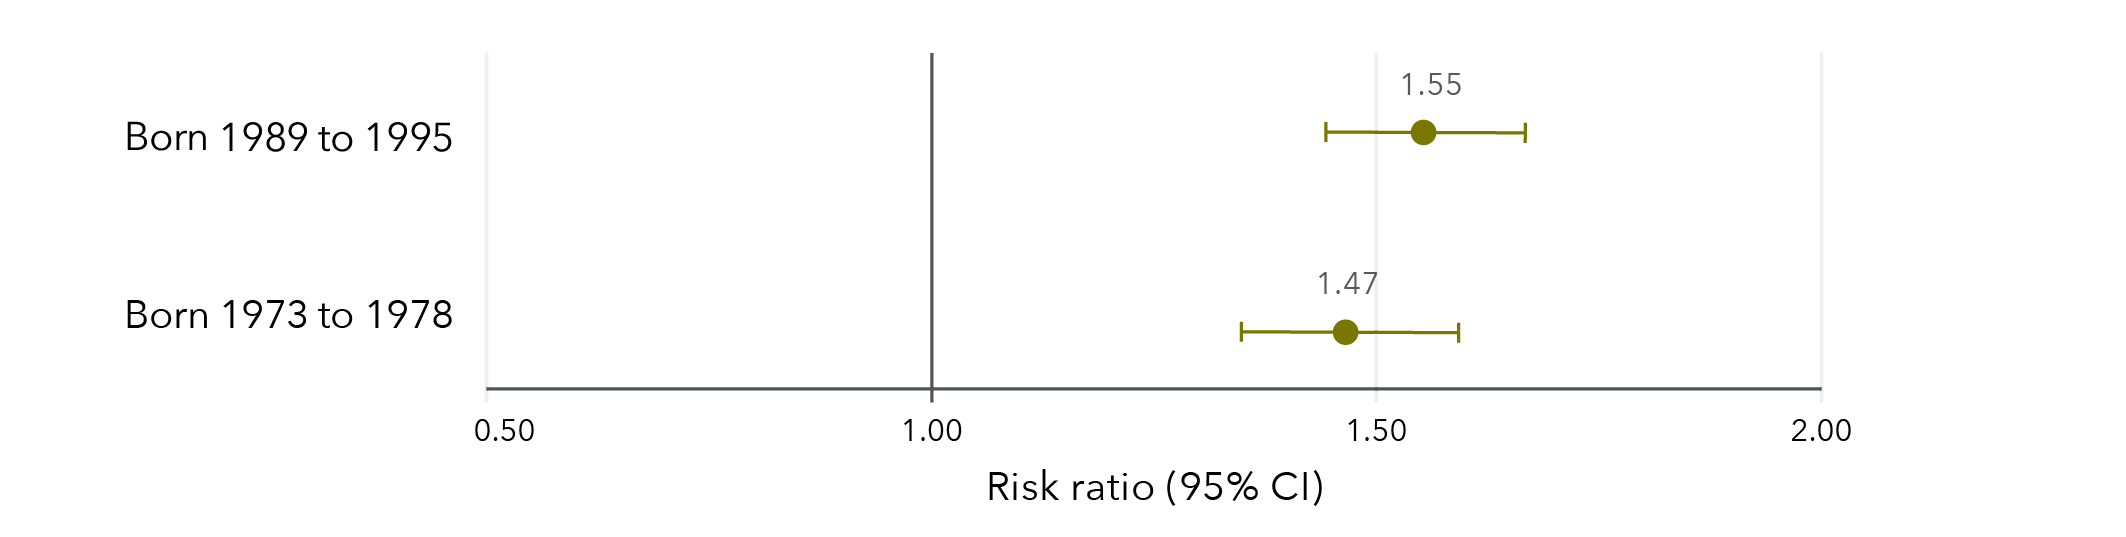 1.55
Born 1989 to 1995
1.47
Born 1973 to 1978
0.50 1.00 1.50 2.00
Risk ratio (95% CI)